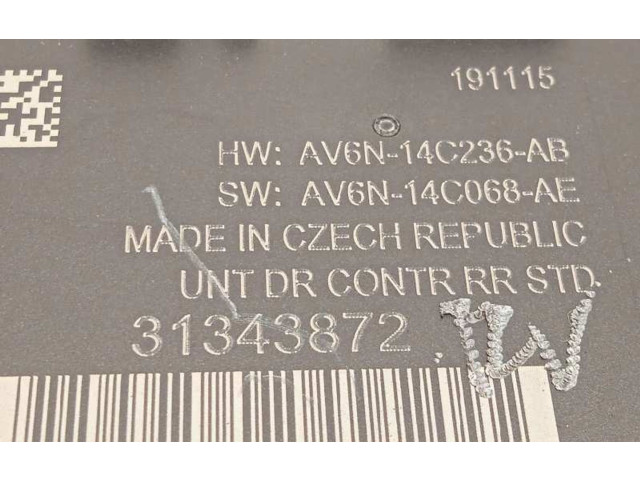 191115
HW: AV6N-14C236-AB
SW: AV6N-14C068-AE
MADE IN CZECH REPUBLIC
UNT DR CONTR RR STD.
31343872